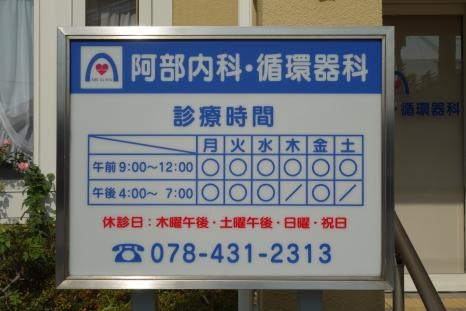 ABE CLINIC
阿部内科・循環器科
診療時間
月 火 水 木 金 土
午前 9:00～12:00 ○ ○ ○ ○ ○ ○
午後 4:00～ 7:00 ○ ○ ○ ／ ○ ／
休診日：木曜午後・土曜午後・日曜・祝日
☎078-431-2313
・循環器科